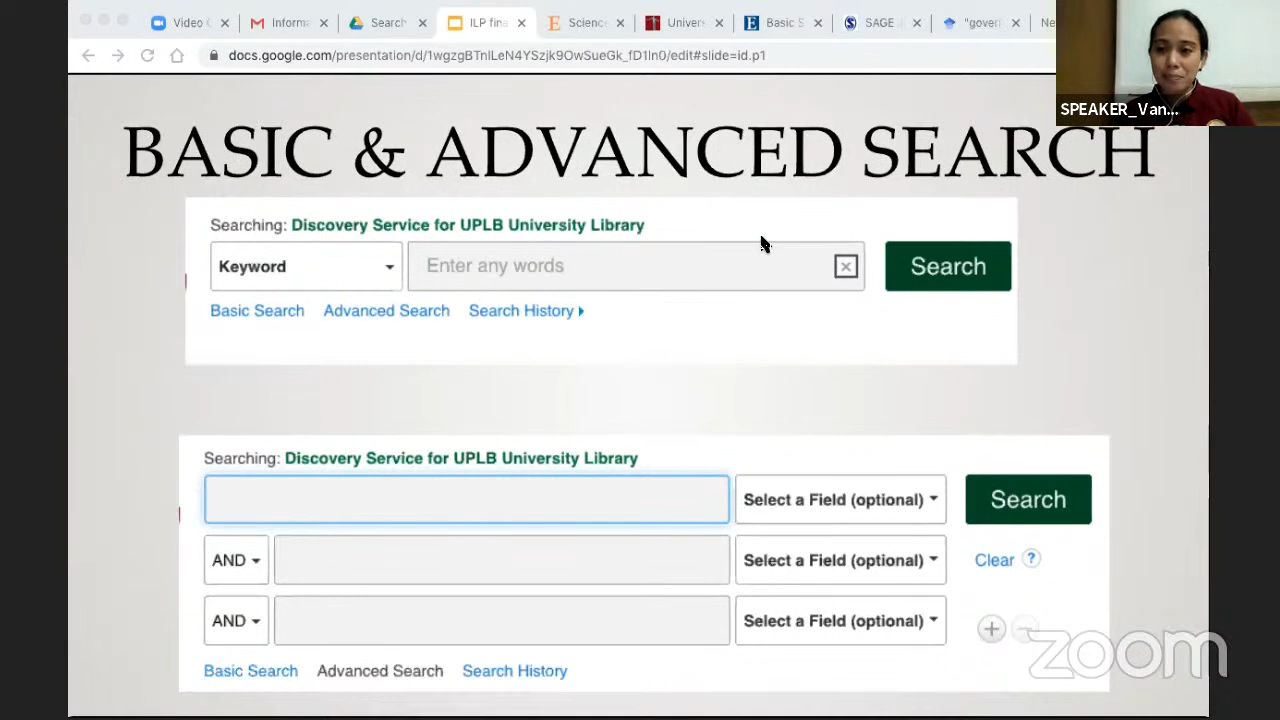 Video
Informa
Search
ILP fina
Science
Univers
Basic S
SAGE
"gover
Ne
docs.google.com/presentation/d/1wgzgBTnlLeN4YSzjk9OwSueGk_fD1ln0/edit#slide=id.p1
SPEAKER_Van...
BASIC & ADVANCED SEARCH
Searching: Discovery Service for UPLB University Library
Keyword
Enter any words
Search
Basic Search Advanced Search Search History
Searching: Discovery Service for UPLB University Library
Select a Field (optional)
Search
AND
Select a Field (optional)
Clear ?
AND
Select a Field (optional)
Basic Search Advanced Search Search History
zoom